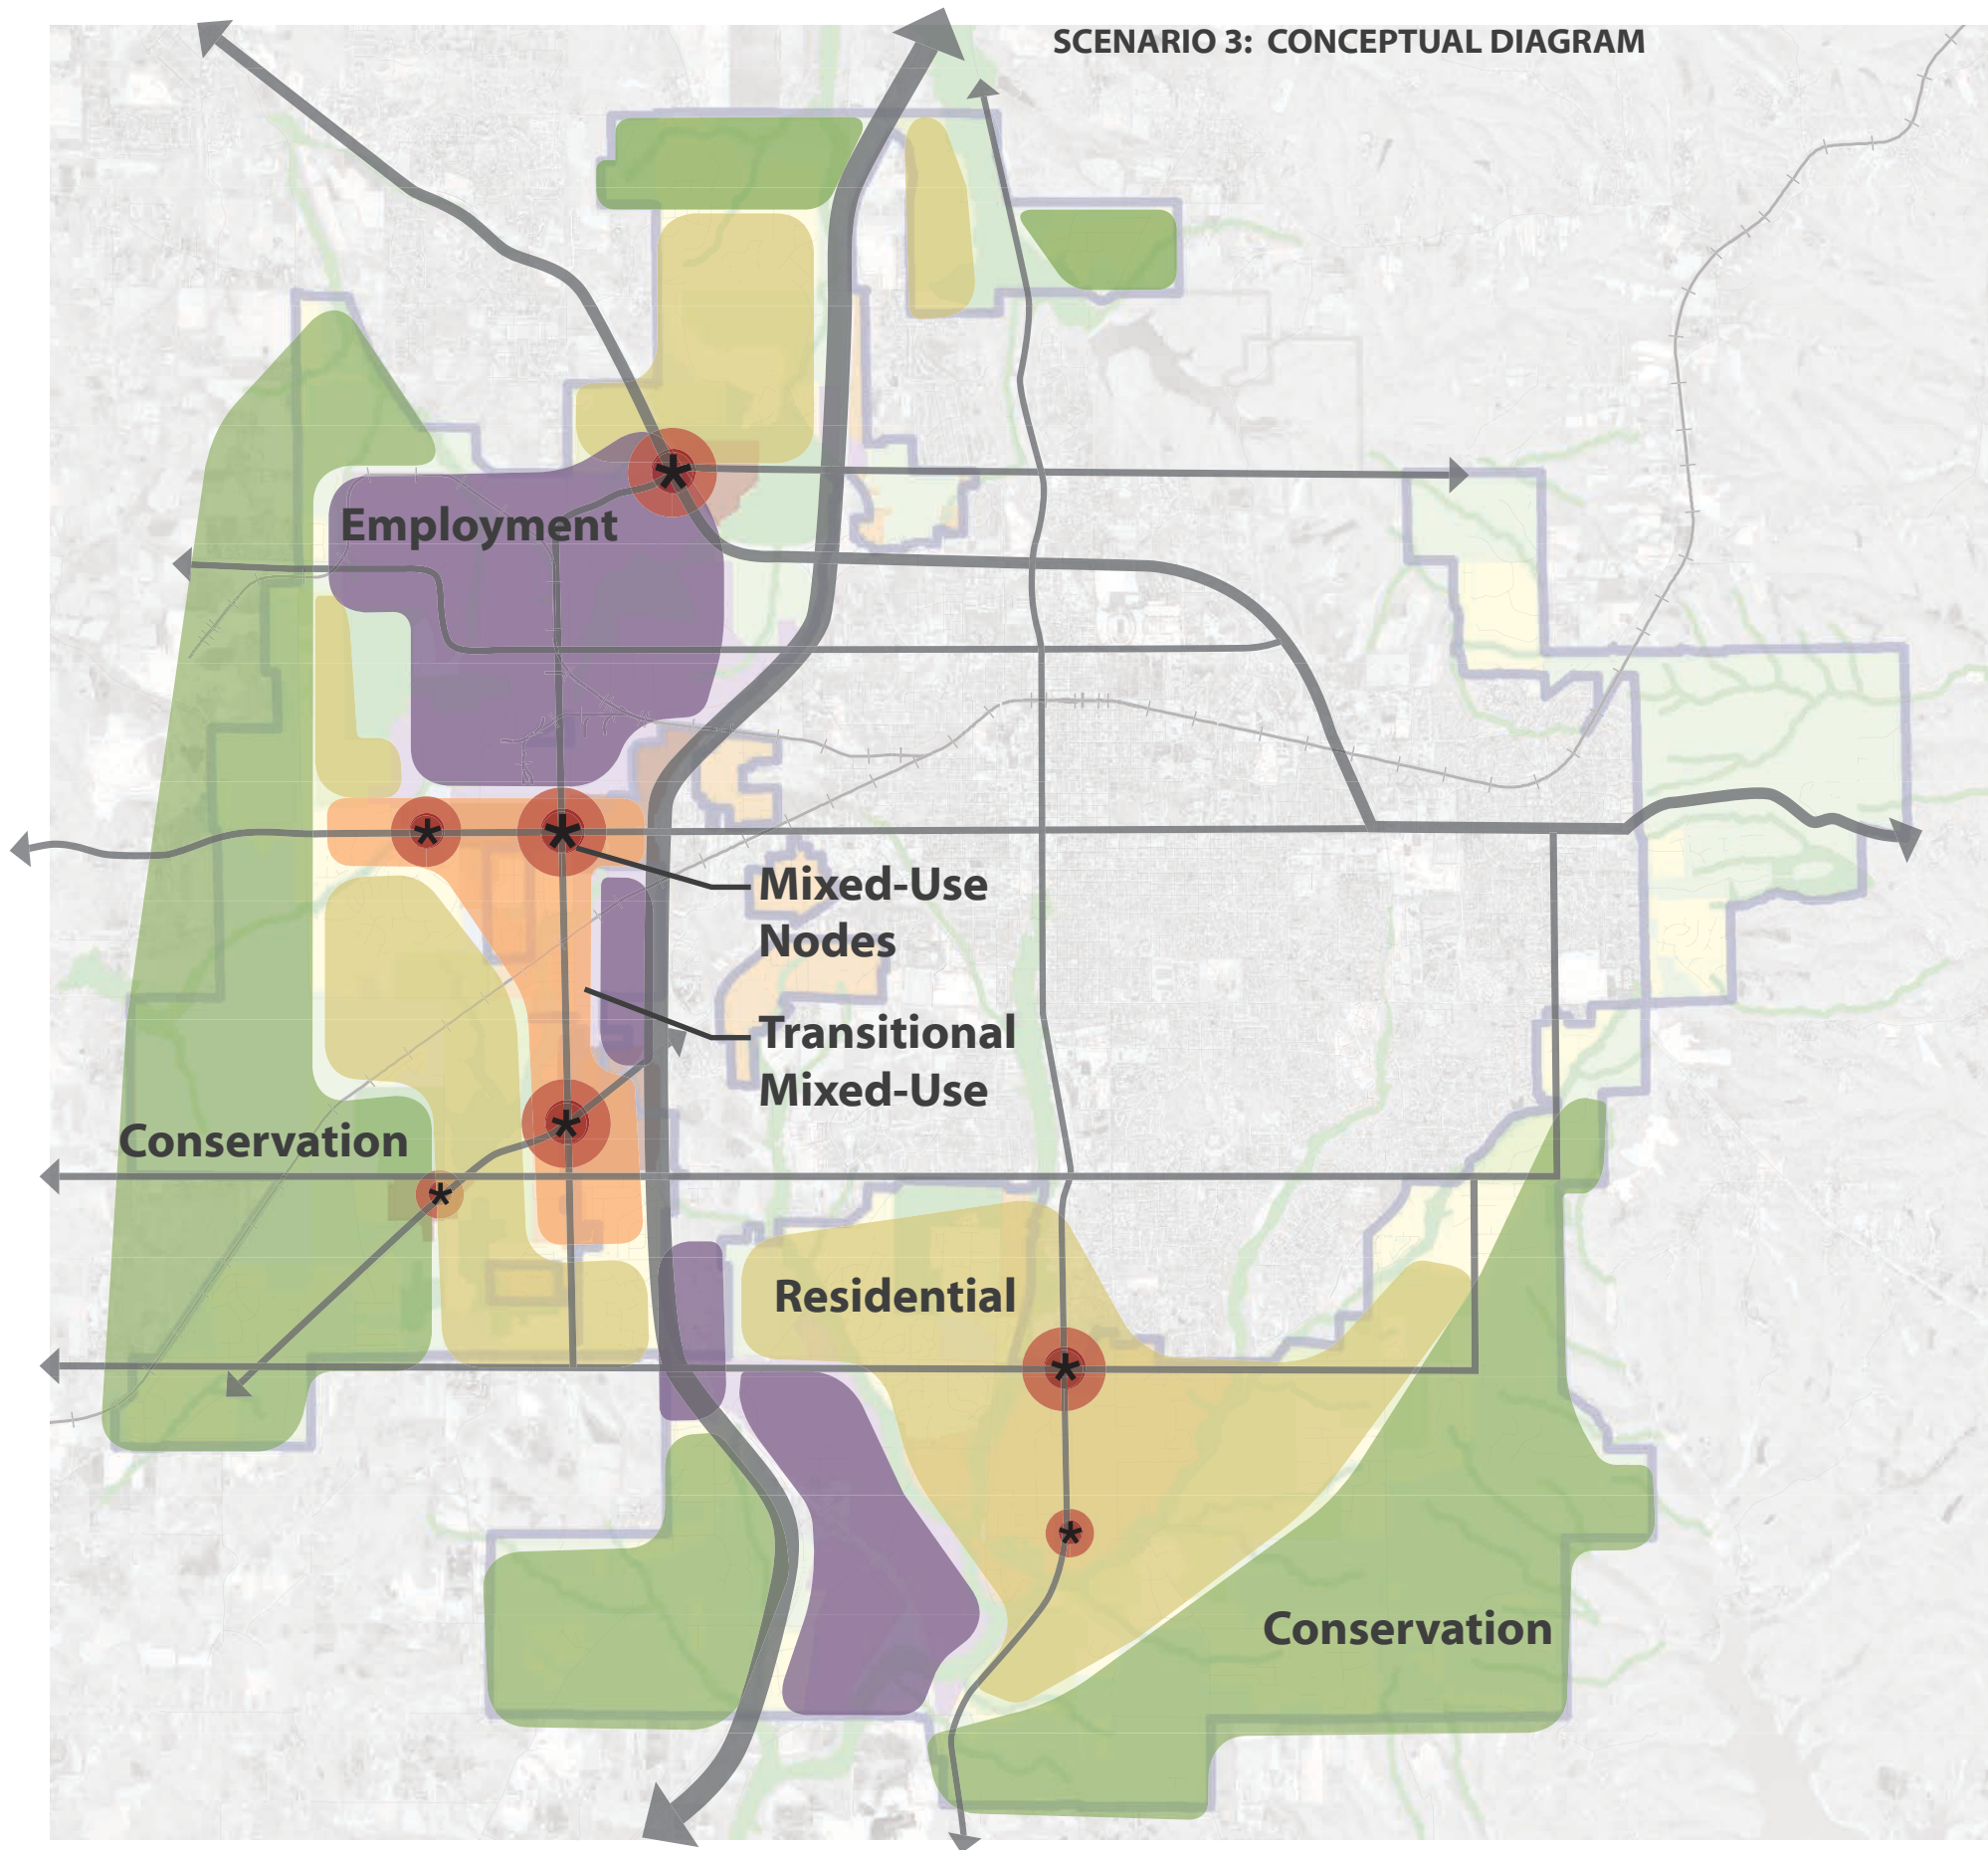 SCENARIO 3: CONCEPTUAL DIAGRAM
Employment
Mixed-Use
Nodes
Transitional
Mixed-Use
Conservation
Residential
Conservation